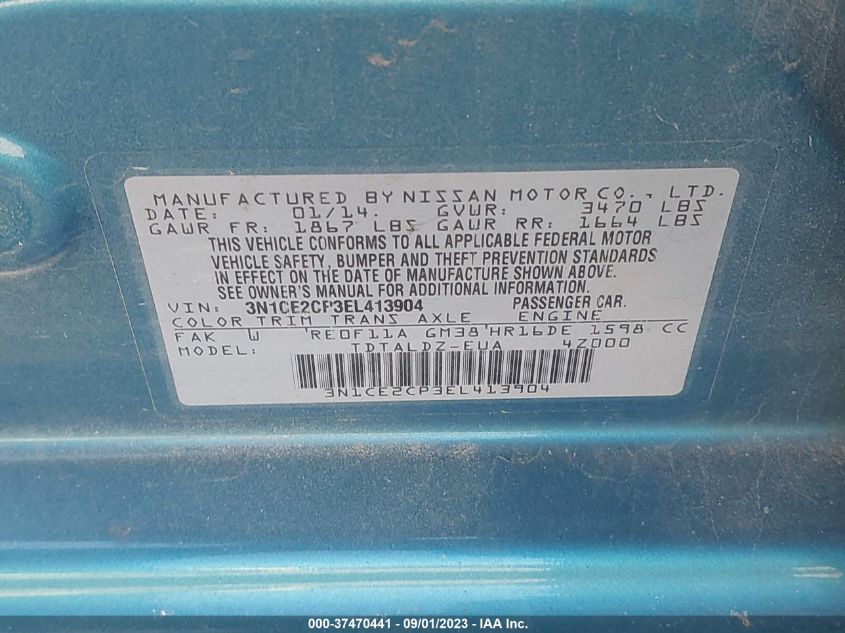 MANUFACTURED BY NISSAN MOTOR CO., LTD.
DATE: 01/14. GVWR: 3470 LBS
GAWR FR: 1867 LBS GAWR RR: 1664 LBS
THIS VEHICLE CONFORMS TO ALL APPLICABLE FEDERAL MOTOR
VEHICLE SAFETY, BUMPER AND THEFT PREVENTION STANDARDS
IN EFFECT ON THE DATE OF MANUFACTURE SHOWN ABOVE.
SEE OWNER'S MANUAL FOR ADDITIONAL INFORMATION.
VIN: 3N1CE2CP3EL413904 PASSENGER CAR.
COLOR TRIM TRANS AXLE ENGINE
FAK W RE0F11A GM38 HR16DE 1598 CC
MODEL: TDTALDZ-EUA 4Z000
3N1CE2CP3EL413904
000-37470441 - 09/01/2023 - IAA Inc.